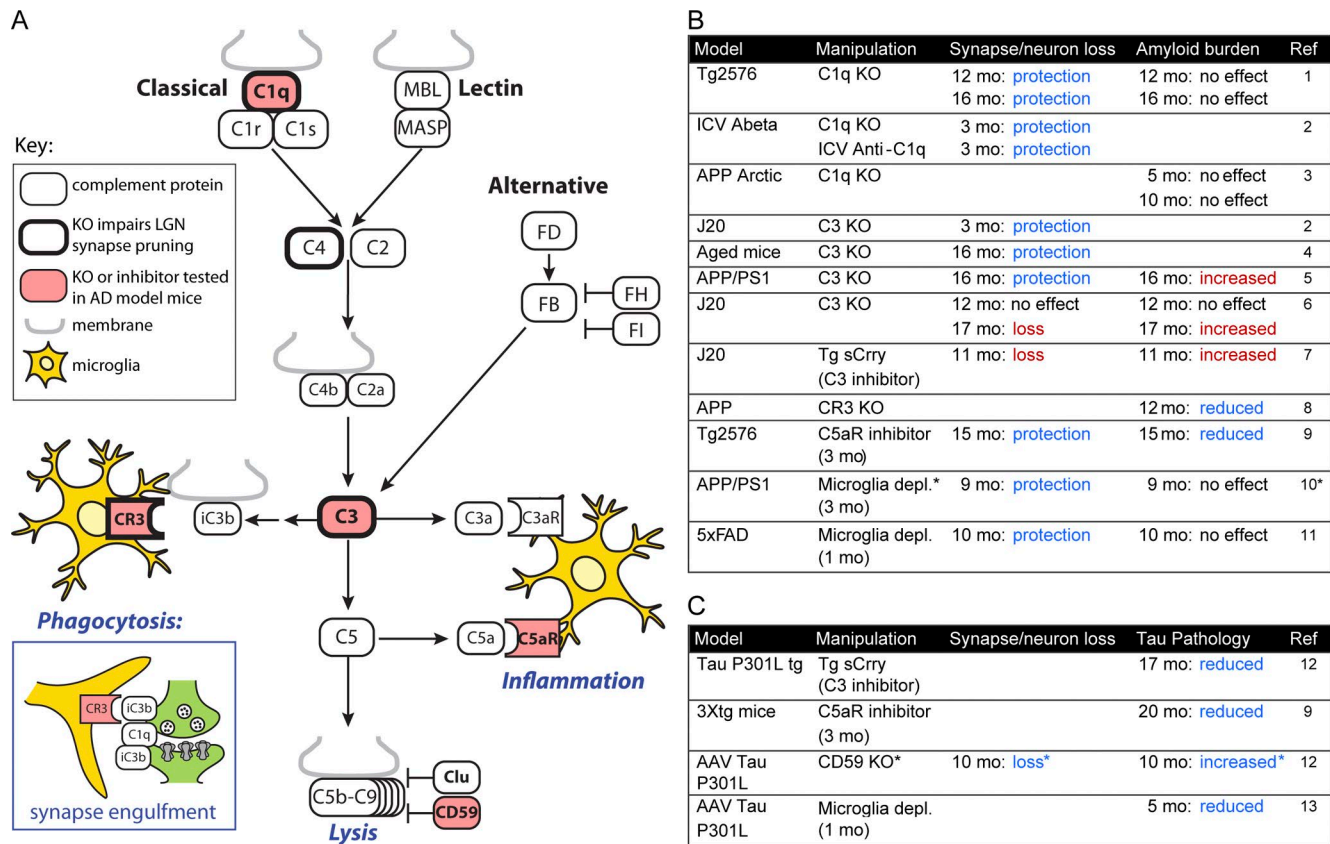 A
Classical
C1q
C1r
C1s
MBL
MASP
Lectin
Key:
complement protein
KO impairs LGN
synapse pruning
KO or inhibitor tested
in AD model mice
membrane
microglia
C4
C2
Alternative
FD
FB
FH
FI
C4b
C2a
CR3
iC3b
C3
C3a
C3aR
Phagocytosis:
C5
C5a
C5aR
Inflammation
CR3
iC3b
C1q
iC3b
synapse engulfment
C5b-C9
Clu
CD59
Lysis
B
Model Manipulation Synapse/neuron loss Amyloid burden Ref
Tg2576 C1q KO 12 mo: protection 12 mo: no effect 1
16 mo: protection 16 mo: no effect
ICV Abeta C1q KO 3 mo: protection 2
ICV Anti-C1q 3 mo: protection
APP Arctic C1q KO 5 mo: no effect 3
10 mo: no effect
J20 C3 KO 3 mo: protection 2
Aged mice C3 KO 16 mo: protection 4
APP/PS1 C3 KO 16 mo: protection 16 mo: increased 5
J20 C3 KO 12 mo: no effect 12 mo: no effect 6
17 mo: loss 17 mo: increased
J20 Tg sCrry 11 mo: loss 11 mo: increased 7
(C3 inhibitor)
APP CR3 KO 12 mo: reduced 8
Tg2576 C5aR inhibitor 15 mo: protection 15 mo: reduced 9
(3 mo)
APP/PS1 Microglia depl.* 9 mo: protection 9 mo: no effect 10*
(3 mo)
5xFAD Microglia depl. 10 mo: protection 10 mo: no effect 11
(1 mo)
C
Model Manipulation Synapse/neuron loss Tau Pathology Ref
Tau P301L tg Tg sCrry 17 mo: reduced 12
(C3 inhibitor)
3Xtg mice C5aR inhibitor 20 mo: reduced 9
(3 mo)
AAV Tau CD59 KO* 10 mo: loss* 10 mo: increased* 12
P301L
AAV Tau Microglia depl. 5 mo: reduced 13
P301L (1 mo)